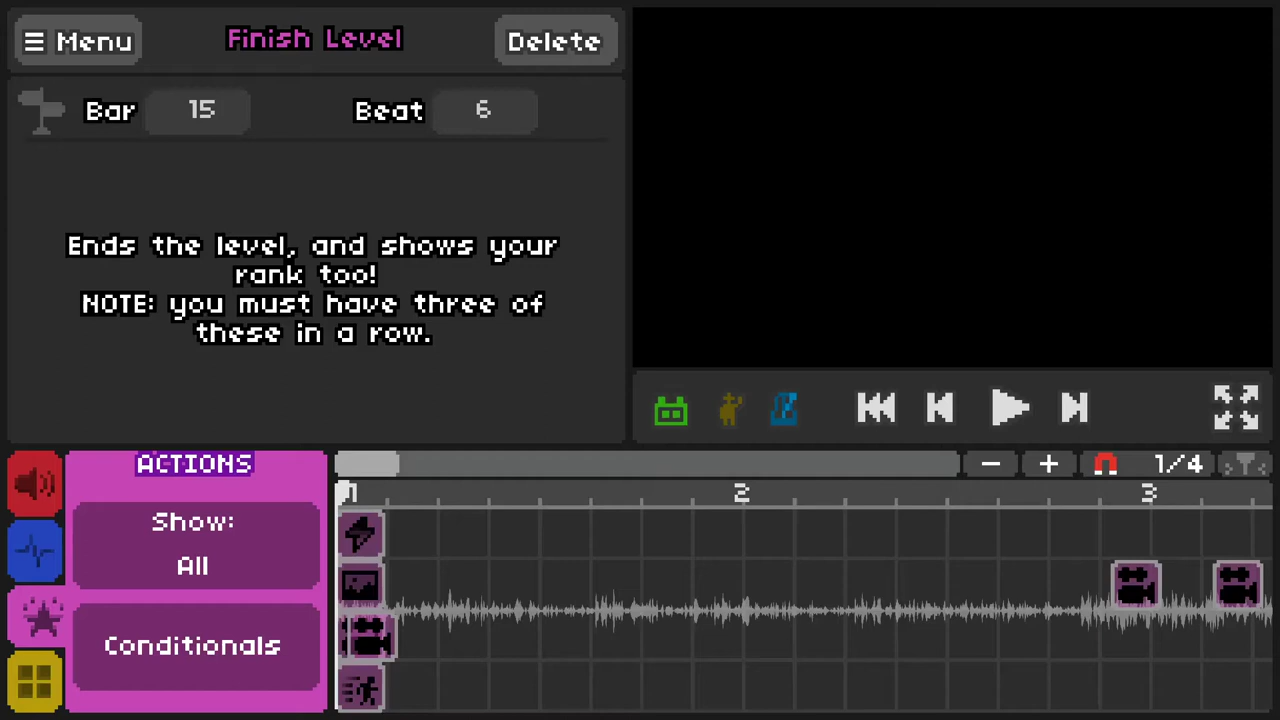 Menu
Finish Level
Delete
Bar 15
Beat 6
Ends the level, and shows your
rank too!
NOTE: you must have three of
these in a row.
ACTIONS
Show:
All
Conditionals
- + 1/4
1 2 3